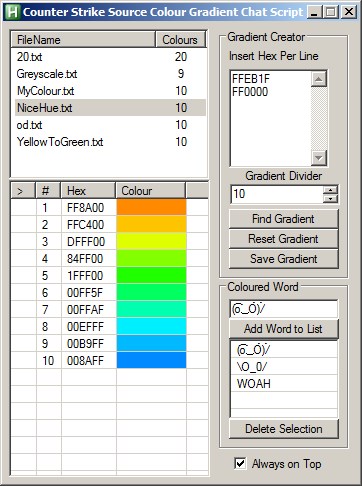 Counter Strike Source Colour Gradient Chat Script
FileName Colours
20.txt 20
Greyscale.txt 9
MyColour.txt 10
NiceHue.txt 10
od.txt 10
YellowToGreen.txt 10
> # Hex Colour
1 FF8A00
2 FFC400
3 DFFF00
4 84FF00
5 1FFF00
6 00FF5F
7 00FFAF
8 00EFFF
9 00B9FF
10 008AFF
Gradient Creator
Insert Hex Per Line
FFEB1F
FF0000
Gradient Divider
10
Find Gradient
Reset Gradient
Save Gradient
Coloured Word
Add Word to List
\O_0/
WOAH
Delete Selection
Always on Top